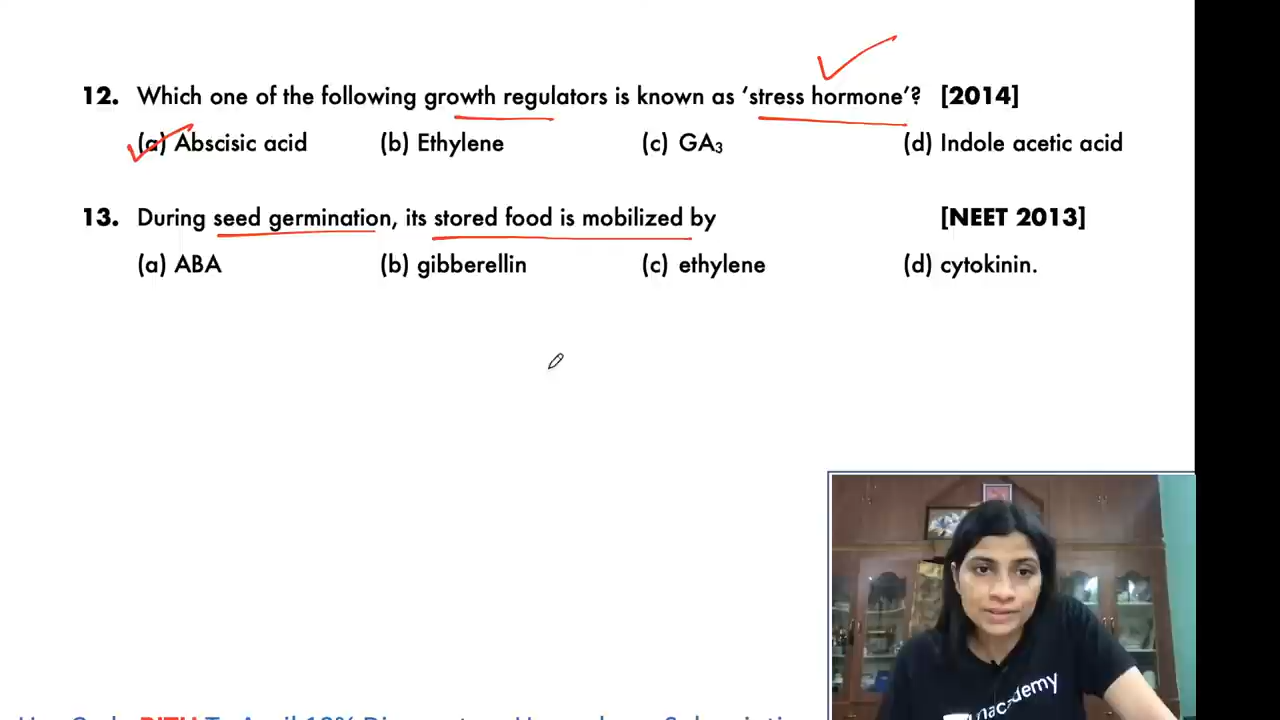 12. Which one of the following growth regulators is known as ‘stress hormone’? [2014]
(a) Abscisic acid (b) Ethylene (c) GA₃ (d) Indole acetic acid
13. During seed germination, its stored food is mobilized by [NEET 2013]
(a) ABA (b) gibberellin (c) ethylene (d) cytokinin.